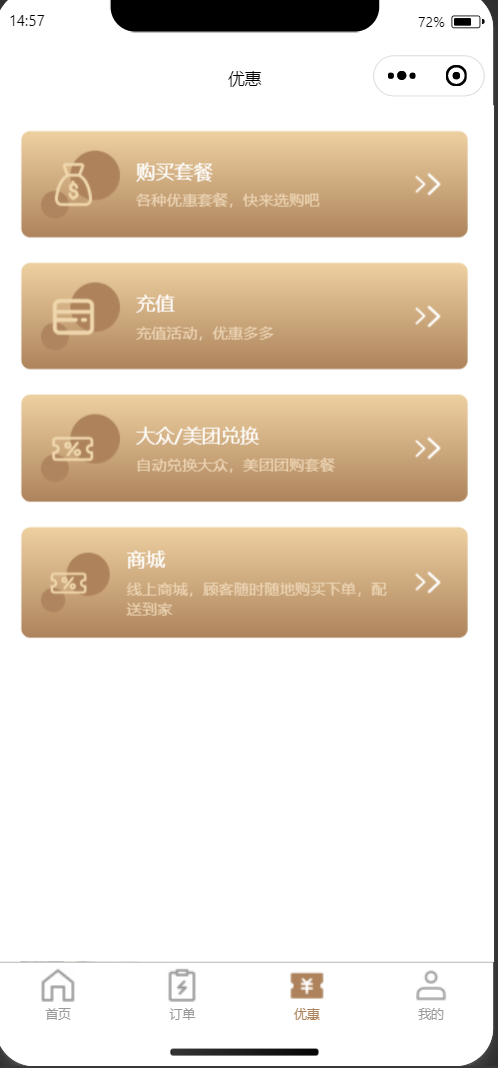 14:57
72%
优惠
购买套餐
各种优惠套餐，快来选购吧
充值
充值活动，优惠多多
大众/美团兑换
自动兑换大众，美团团购套餐
商城
线上商城，顾客随时随地购买下单，配
送到家
首页
订单
优惠
我的